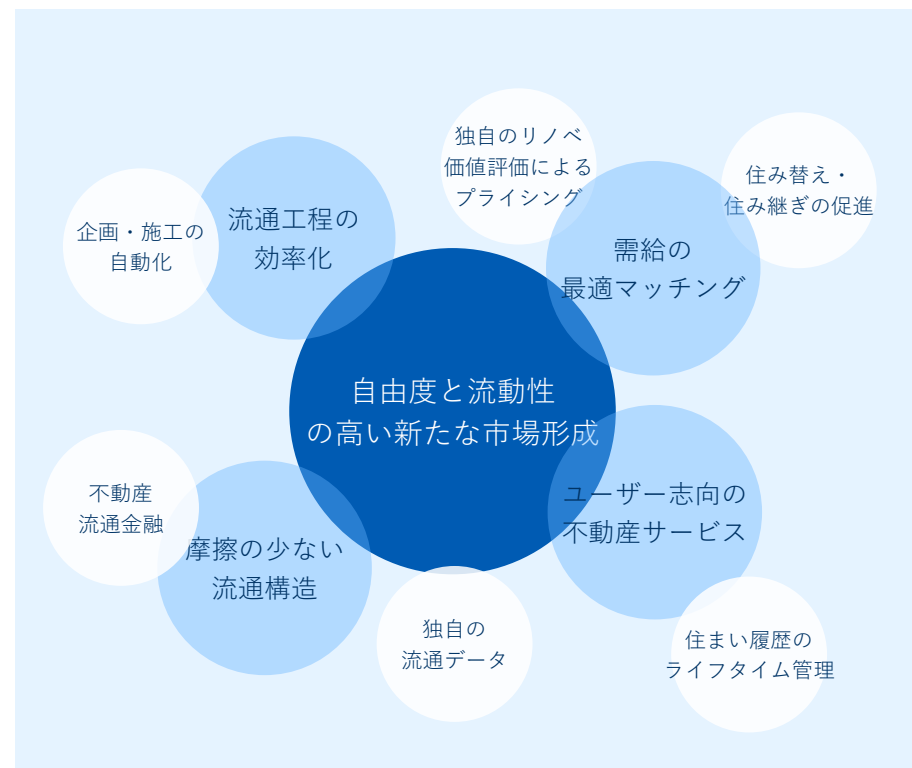 独自のリノベ
価値評価による
プライシング
住み替え・
住み継ぎの促進
流通工程の
効率化
企画・施工の
自動化
需給の
最適マッチング
自由度と流動性
の高い新たな市場形成
不動産
流通金融
ユーザー志向の
不動産サービス
摩擦の少ない
流通構造
独自の
流通データ
住まい履歴の
ライフタイム管理